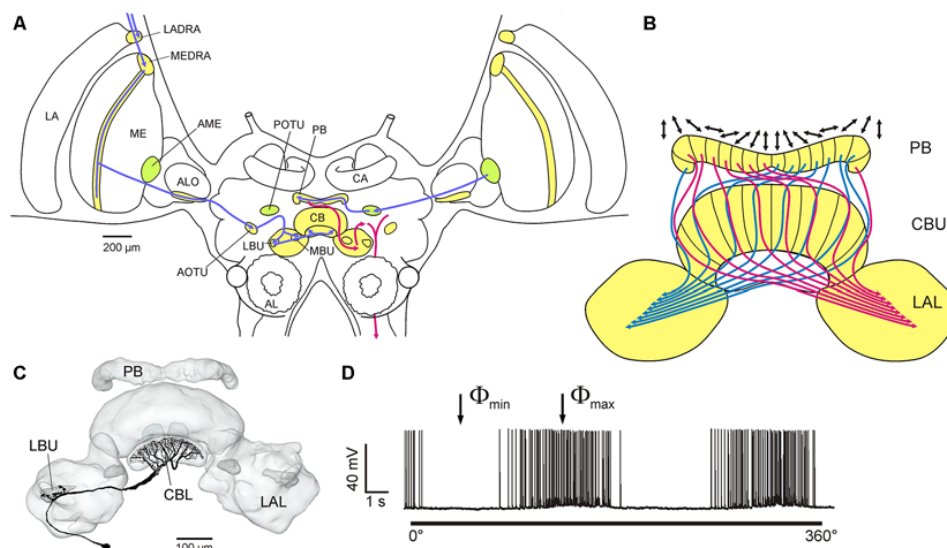 A
LADRA
MEDRA
LA
ME
AME
POTU
PB
ALO
CA
CB
LBU
MBU
AOTU
AL
200 µm
B
PB
CBU
LAL
C
PB
LBU
CBL
LAL
100 µm
D
Φmin
Φmax
40 mV
1 s
0°
360°